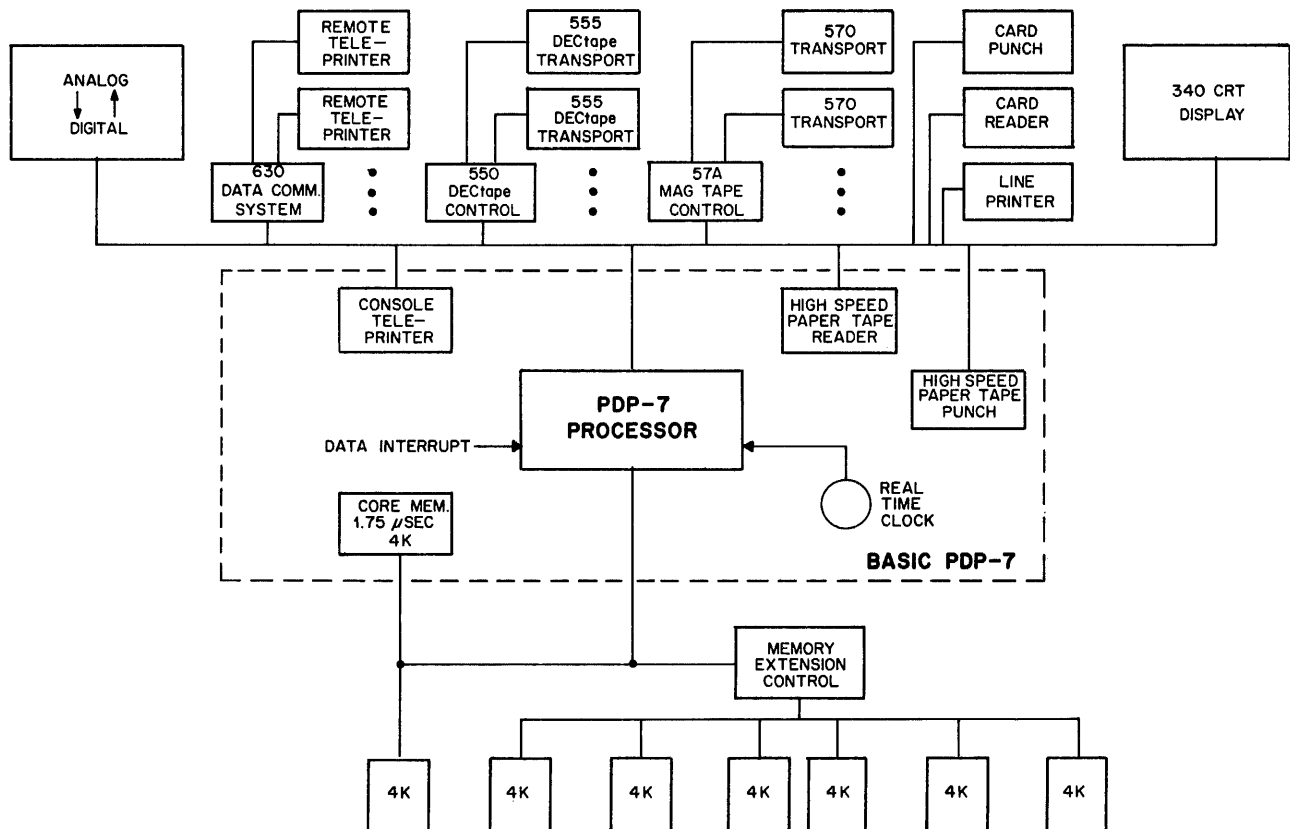 ANALOG
DIGITAL
REMOTE
TELE-
PRINTER
REMOTE
TELE-
PRINTER
630
DATA COMM.
SYSTEM
555
DECtape
TRANSPORT
555
DECtape
TRANSPORT
550
DECtape
CONTROL
570
TRANSPORT
570
TRANSPORT
57A
MAG TAPE
CONTROL
CARD
PUNCH
CARD
READER
LINE
PRINTER
340 CRT
DISPLAY
CONSOLE
TELE-
PRINTER
HIGH SPEED
PAPER TAPE
READER
HIGH SPEED
PAPER TAPE
PUNCH
PDP-7
PROCESSOR
DATA INTERRUPT
REAL
TIME
CLOCK
CORE MEM.
1.75 μSEC
4K
BASIC PDP-7
MEMORY
EXTENSION
CONTROL
4K
4K
4K
4K
4K
4K
4K